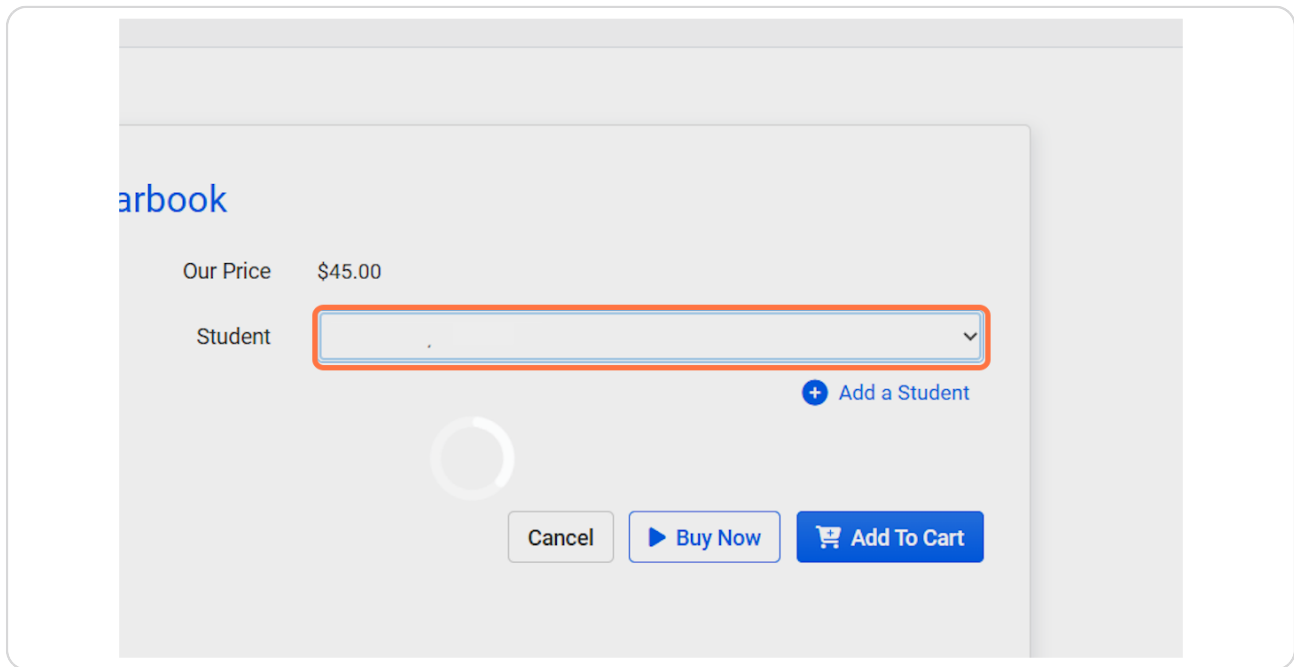 arbook
Our Price $45.00
Student
Add a Student
Cancel Buy Now Add To Cart